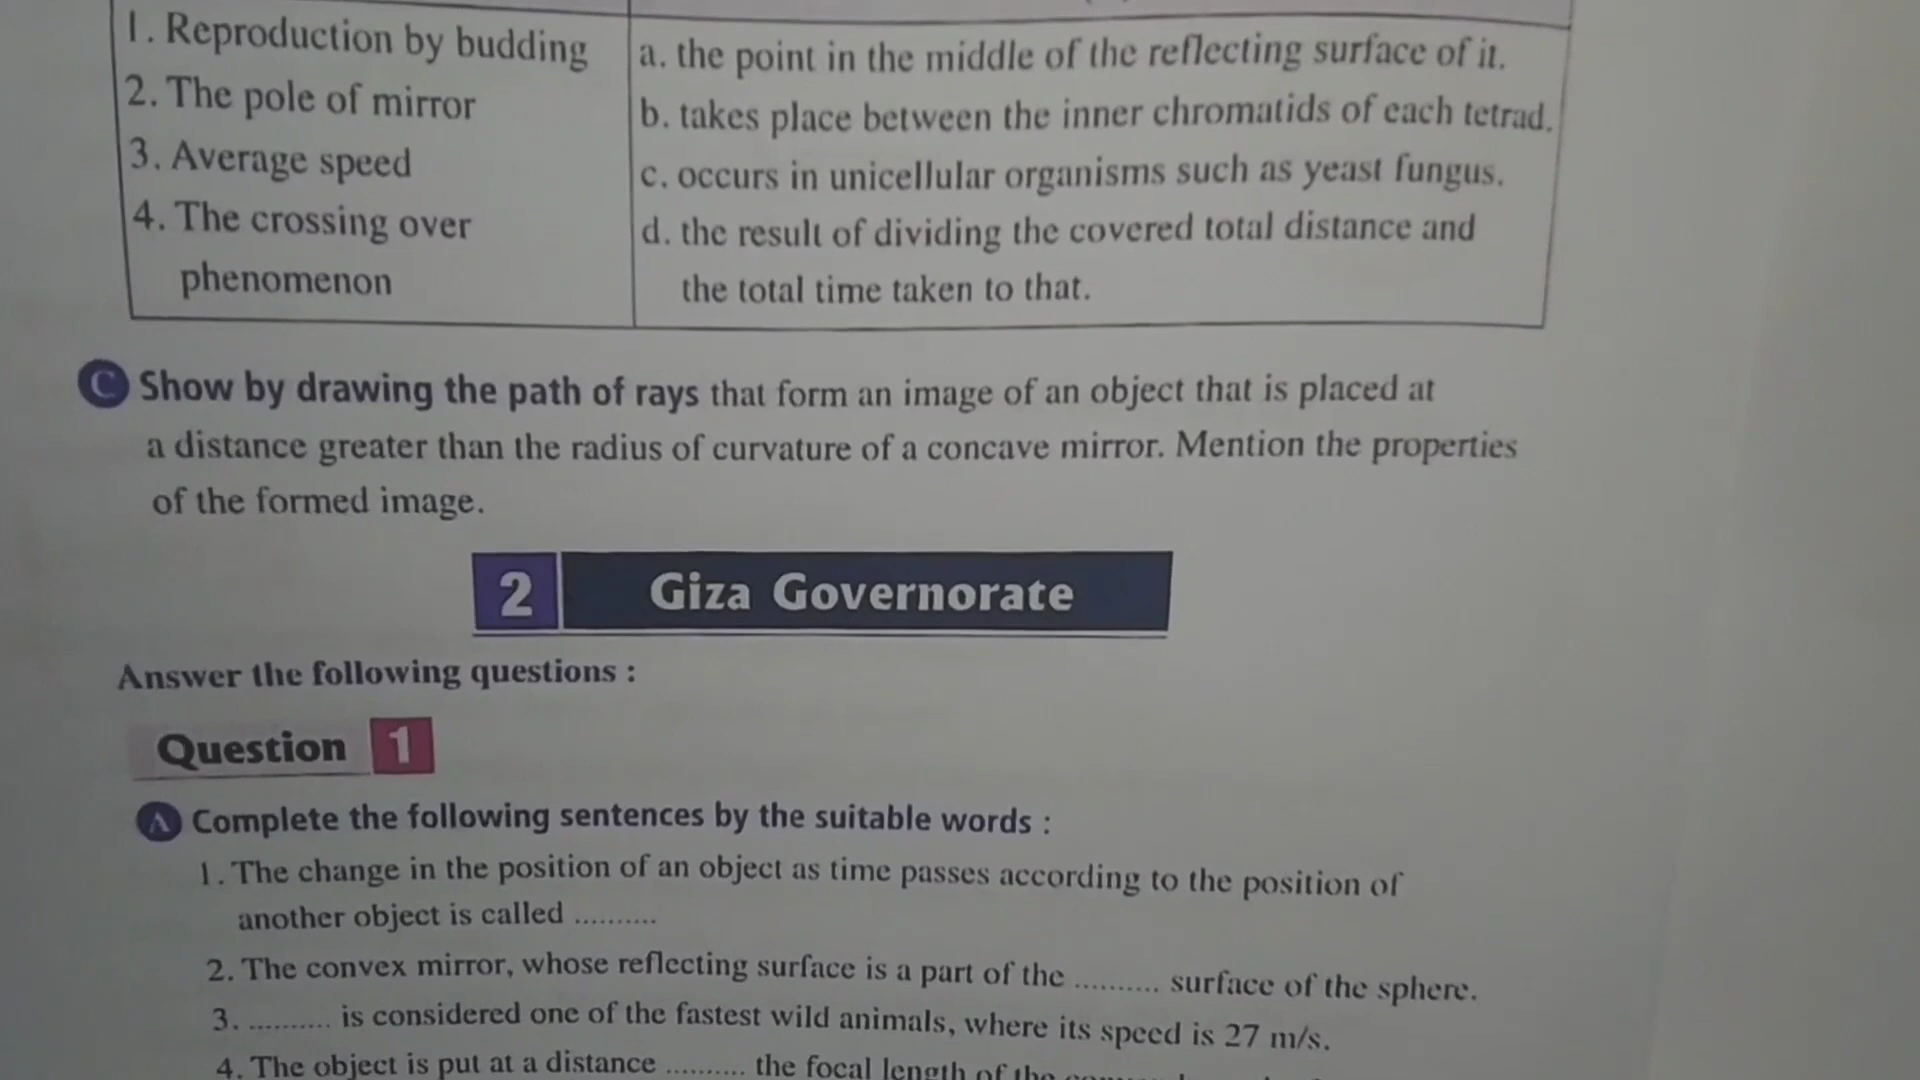 1. Reproduction by budding
2. The pole of mirror
3. Average speed
4. The crossing over
phenomenon
a. the point in the middle of the reflecting surface of it.
b. takes place between the inner chromatids of each tetrad.
c. occurs in unicellular organisms such as yeast fungus.
d. the result of dividing the covered total distance and
the total time taken to that.
C Show by drawing the path of rays that form an image of an object that is placed at
a distance greater than the radius of curvature of a concave mirror. Mention the properties
of the formed image.
2 Giza Governorate
Answer the following questions :
Question 1
A Complete the following sentences by the suitable words :
1. The change in the position of an object as time passes according to the position of
another object is called ..........
2. The convex mirror, whose reflecting surface is a part of the .......... surface of the sphere.
3. .......... is considered one of the fastest wild animals, where its speed is 27 m/s.
4. The object is put at a distance .......... the focal length of the